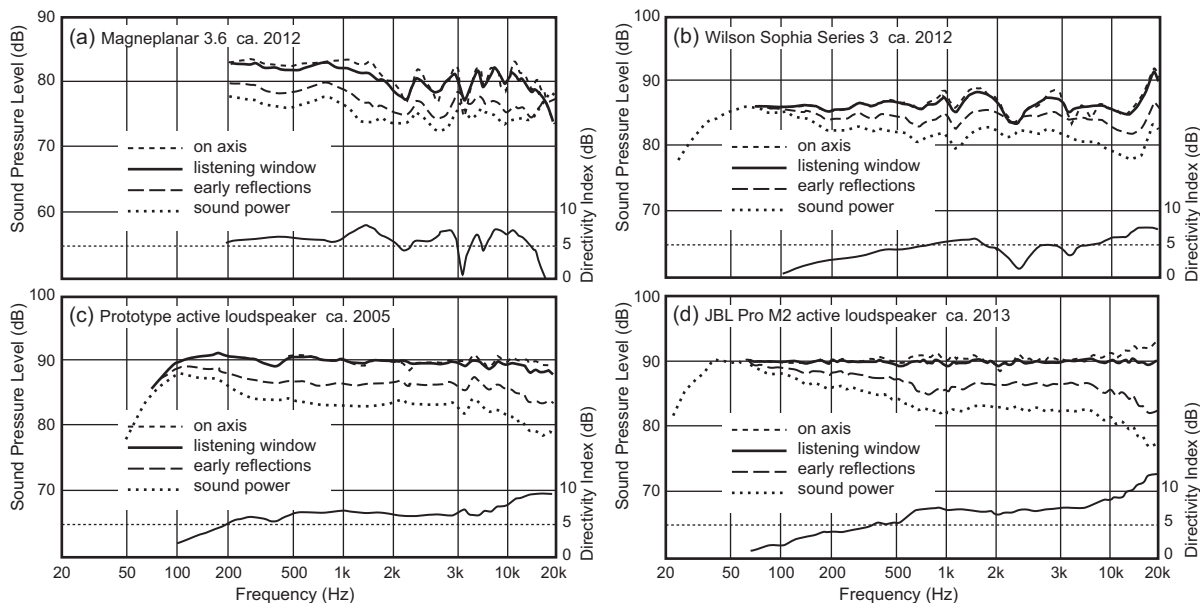 (a) Magneplanar 3.6 ca. 2012
Sound Pressure Level (dB)
90
80
70
60
on axis
listening window
early reflections
sound power
10
5
0
Directivity Index (dB)
(b) Wilson Sophia Series 3 ca. 2012
Sound Pressure Level (dB)
100
90
80
70
on axis
listening window
early reflections
sound power
10
5
0
Directivity Index (dB)
(c) Prototype active loudspeaker ca. 2005
Sound Pressure Level (dB)
100
90
80
70
on axis
listening window
early reflections
sound power
10
5
0
Directivity Index (dB)
20 50 100 200 500 1k 2k 3k 10k 20k
Frequency (Hz)
(d) JBL Pro M2 active loudspeaker ca. 2013
Sound Pressure Level (dB)
100
90
80
70
on axis
listening window
early reflections
sound power
10
5
0
Directivity Index (dB)
20 50 100 200 500 1k 2k 3k 10k 20k
Frequency (Hz)